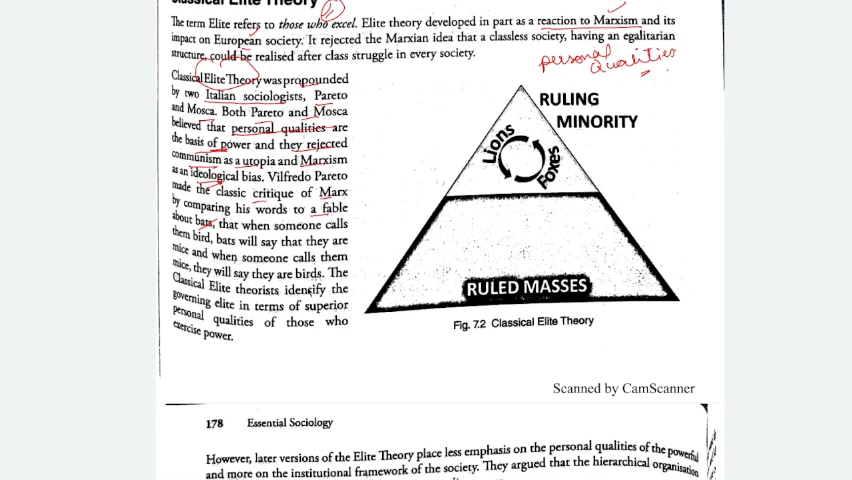 Classical Elite Theory
The term Elite refers to those who excel. Elite theory developed in part as a reaction to Marxism and its
impact on European society. It rejected the Marxian idea that a classless society, having an egalitarian
structure, could be realised after class struggle in every society.
personal
qualities
Classical Elite Theory was propounded
by two Italian sociologists, Pareto
and Mosca. Both Pareto and Mosca
believed that personal qualities are
the basis of power and they rejected
communism as a utopia and Marxism
as an ideological bias. Vilfredo Pareto
made the classic critique of Marx
by comparing his words to a fable
about bats, that when someone calls
them bird, bats will say that they are
mice and when someone calls them
mice, they will say they are birds. The
Classical Elite theorists identify the
governing elite in terms of superior
personal qualities of those who
exercise power.
RULING
MINORITY
Lions
Foxes
RULED MASSES
Fig. 7.2 Classical Elite Theory
Scanned by CamScanner
178 Essential Sociology
However, later versions of the Elite Theory place less emphasis on the personal qualities of the powerful
and more on the institutional framework of the society. They argued that the hierarchical organisation